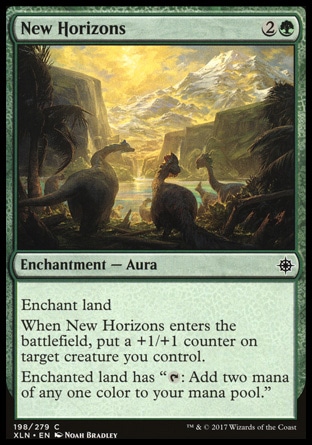 New Horizons 2
Enchantment — Aura
Enchant land
When New Horizons enters the
battlefield, put a +1/+1 counter on
target creature you control.
Enchanted land has “: Add two mana
of any one color to your mana pool.”
198/279 C
XLN • EN Noah Bradley
™ & © 2017 Wizards of the Coast